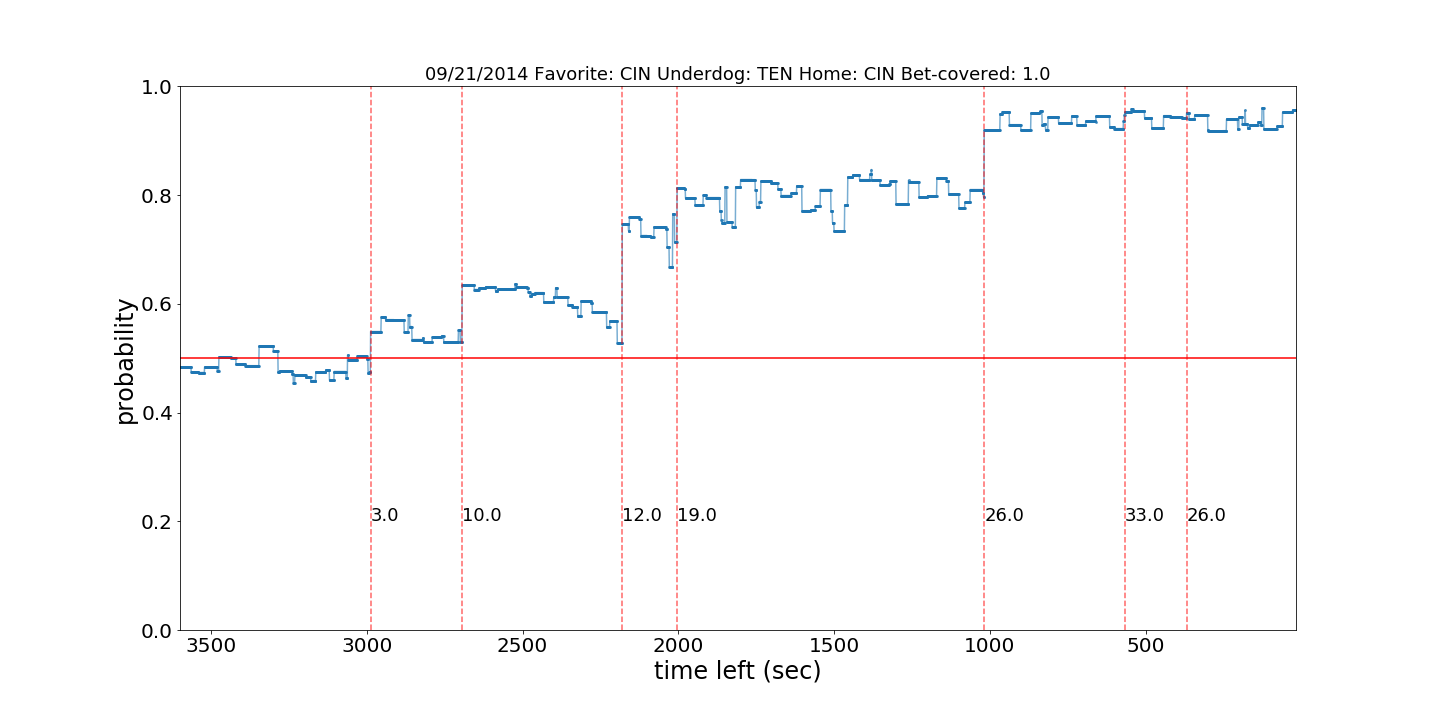 09/21/2014 Favorite: CIN Underdog: TEN Home: CIN Bet-covered: 1.0
1.0
0.8
0.6
0.4
0.2
0.0
probability
3.0 10.0 12.0 19.0 26.0 33.0 26.0
3500 3000 2500 2000 1500 1000 500
time left (sec)